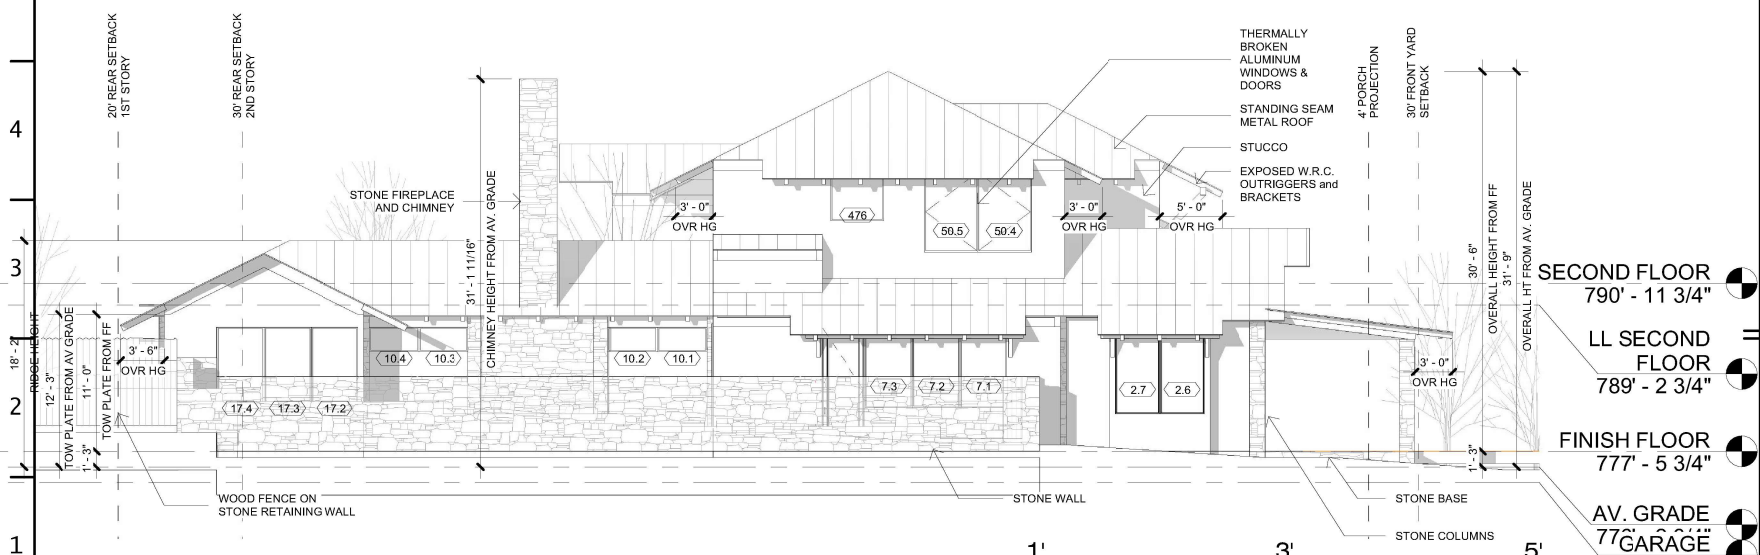 20' REAR SETBACK
1ST STORY
30' REAR SETBACK
2ND STORY
THERMALLY
BROKEN
ALUMINUM
WINDOWS &
DOORS
STANDING SEAM
METAL ROOF
STUCCO
EXPOSED W.R.C.
OUTRIGGERS and
BRACKETS
4' PORCH
PROJECTION
30' FRONT YARD
SETBACK
4
3
2
1
STONE FIREPLACE
AND CHIMNEY
31' - 1 11/16"
CHIMNEY HEIGHT FROM AV. GRADE
3' - 0"
OVR HG
476
50.5
50.4
3' - 0"
OVR HG
5' - 0"
OVR HG
30' - 6"
OVERALL HEIGHT FROM FF
31' - 9"
OVERALL HT FROM AV. GRADE
SECOND FLOOR
790' - 11 3/4"
LL SECOND
FLOOR
789' - 2 3/4"
FINISH FLOOR
777' - 5 3/4"
AV. GRADE
GARAGE
18' - 2"
RIDGE HEIGHT
12' - 3"
TOW PLATE FROM AV GRADE
11' - 0"
TOW PLATE FROM FF
1' - 3"
3' - 6"
OVR HG
10.4
10.3
10.2
10.1
17.4
17.3
17.2
7.3
7.2
7.1
2.7
2.6
3' - 0"
OVR HG
1' - 3"
WOOD FENCE ON
STONE RETAINING WALL
STONE WALL
STONE BASE
STONE COLUMNS
1'
3'
5'